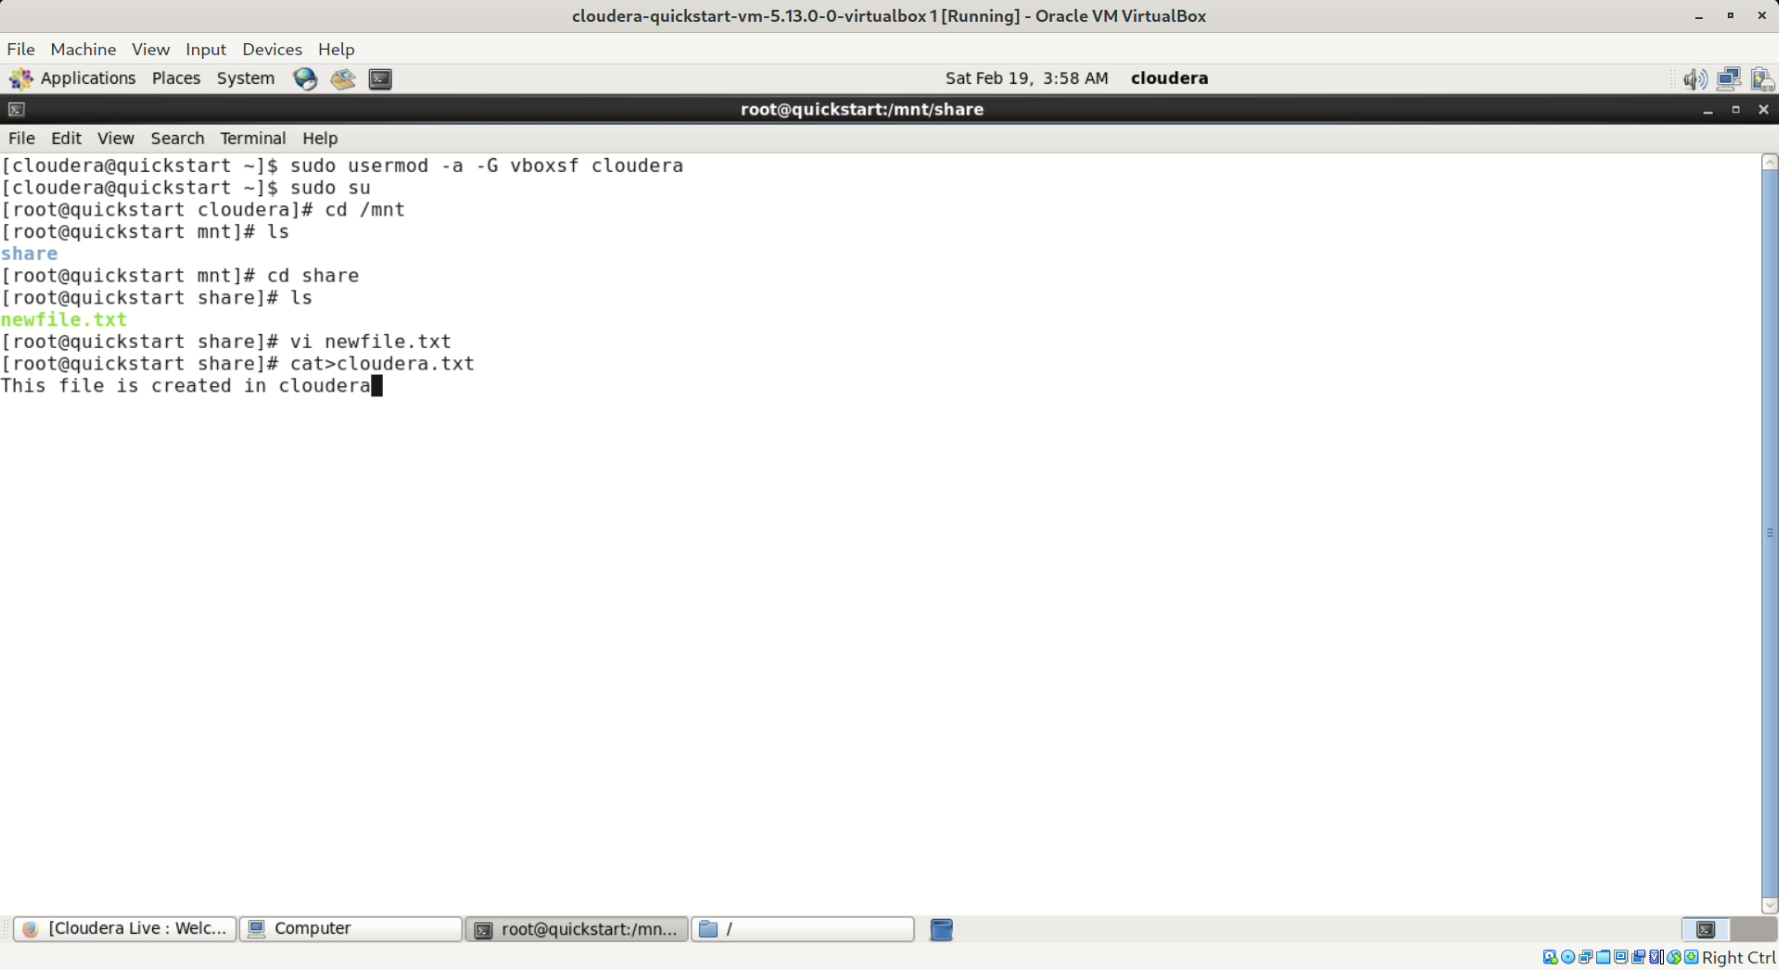 cloudera-quickstart-vm-5.13.0-0-virtualbox 1 [Running] - Oracle VM VirtualBox
File Machine View Input Devices Help
Applications Places System Sat Feb 19, 3:58 AM cloudera
root@quickstart:/mnt/share
File Edit View Search Terminal Help
[cloudera@quickstart ~]$ sudo usermod -a -G vboxsf cloudera
[cloudera@quickstart ~]$ sudo su
[root@quickstart cloudera]# cd /mnt
[root@quickstart mnt]# ls
share
[root@quickstart mnt]# cd share
[root@quickstart share]# ls
newfile.txt
[root@quickstart share]# vi newfile.txt
[root@quickstart share]# cat>cloudera.txt
This file is created in cloudera
[Cloudera Live : Welc... Computer root@quickstart:/mn... /
Right Ctrl